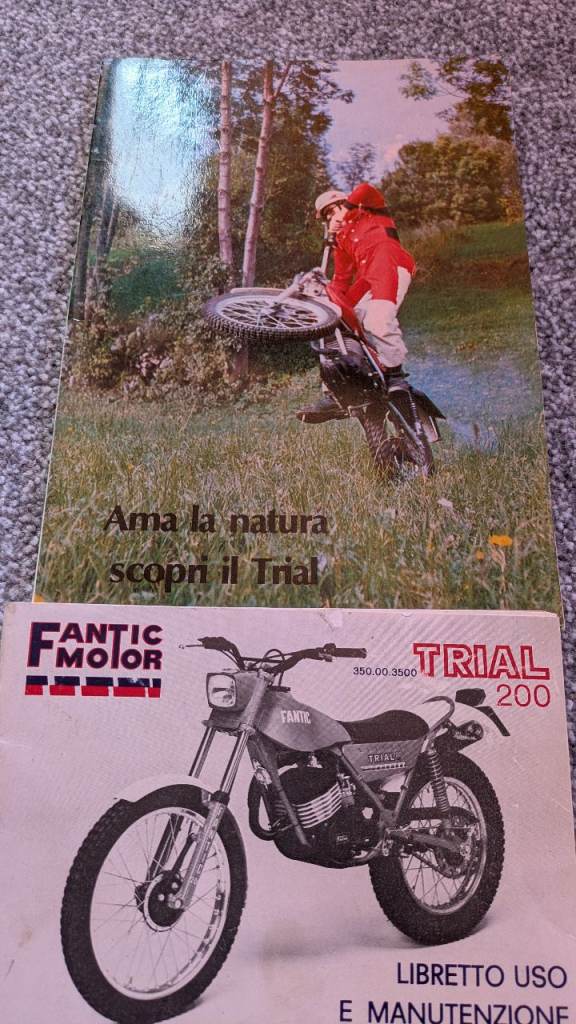 Ama la natura
scopri il Trial
FANTIC
MOTOR
350.00.3500 TRIAL
200
FANTIC
TRIAL
LIBRETTO USO
E MANUTENZIONE